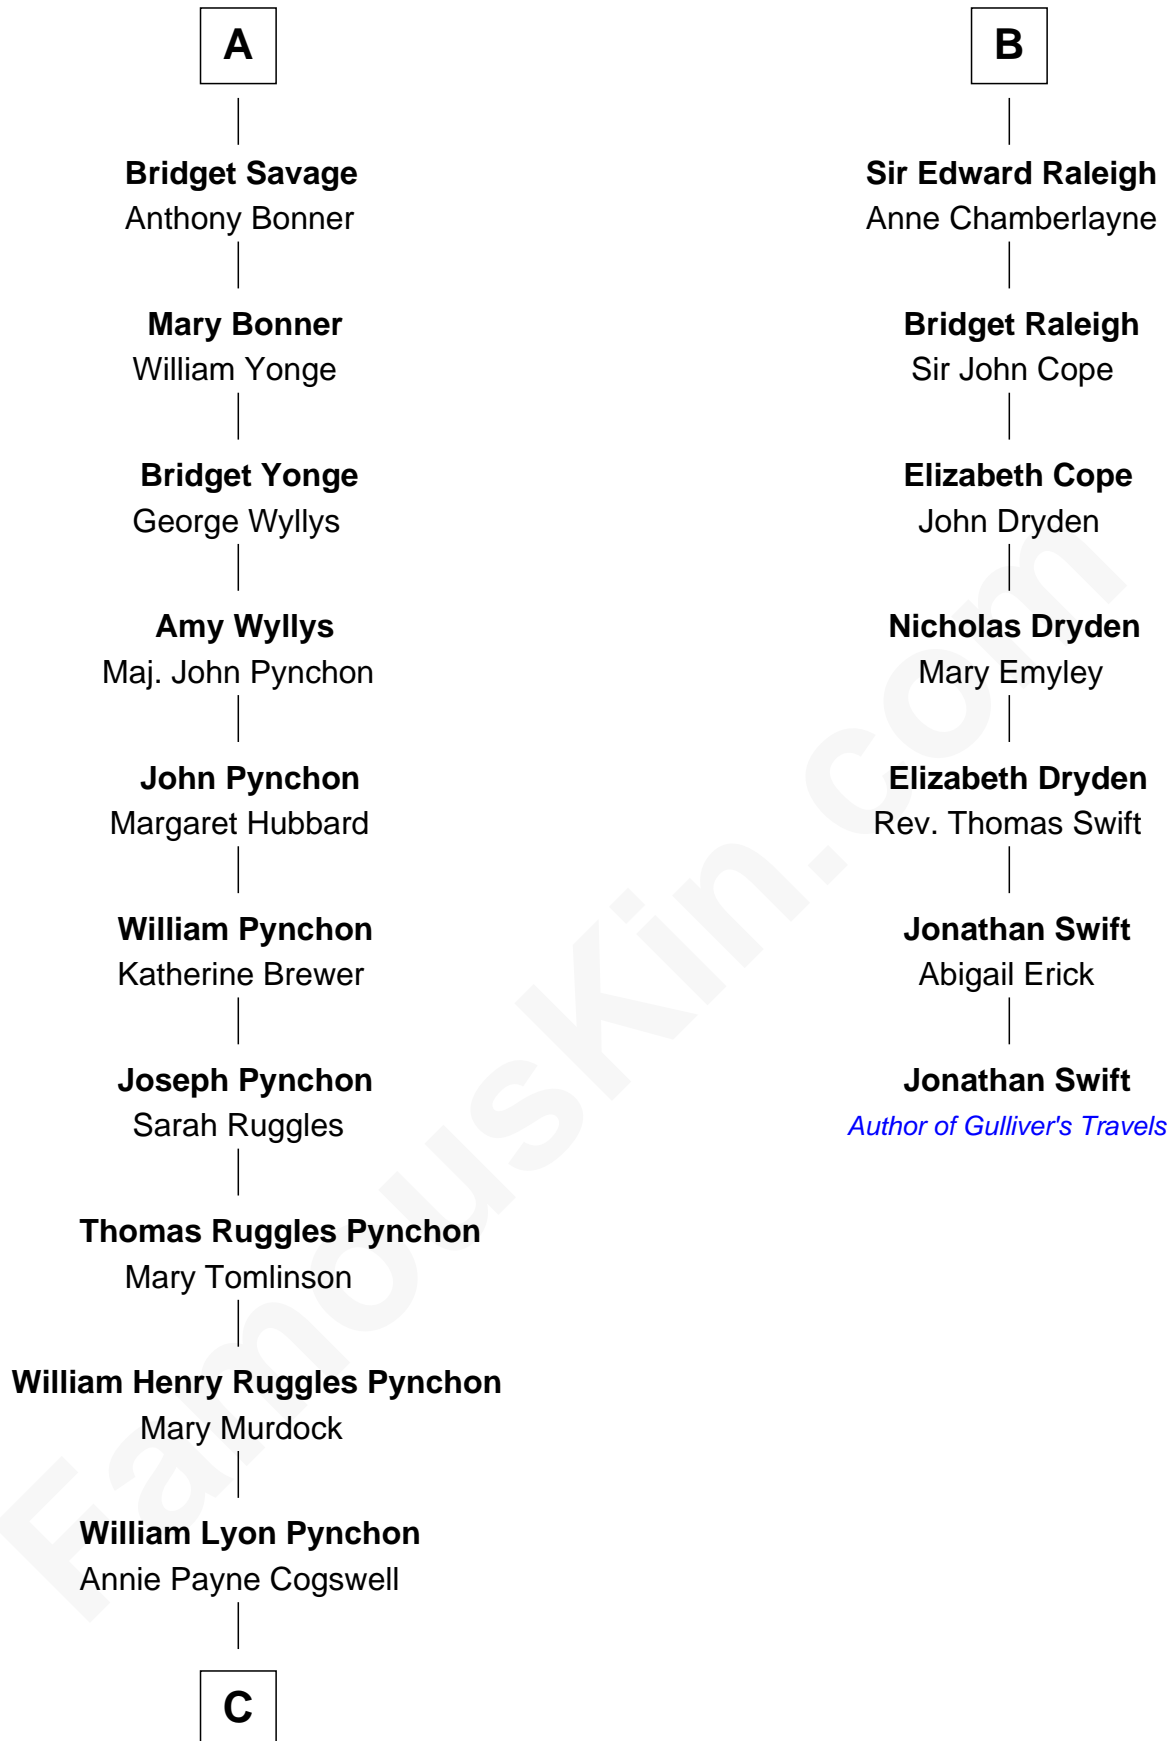 A
Bridget Savage
Anthony Bonner
Mary Bonner
William Yonge
Bridget Yonge
George Wyllys
Amy Wyllys
Maj. John Pynchon
John Pynchon
Margaret Hubbard
William Pynchon
Katherine Brewer
Joseph Pynchon
Sarah Ruggles
Thomas Ruggles Pynchon
Mary Tomlinson
William Henry Ruggles Pynchon
Mary Murdock
William Lyon Pynchon
Annie Payne Cogswell
C
B
Sir Edward Raleigh
Anne Chamberlayne
Bridget Raleigh
Sir John Cope
Elizabeth Cope
John Dryden
Nicholas Dryden
Mary Emyley
Elizabeth Dryden
Rev. Thomas Swift
Jonathan Swift
Abigail Erick
Jonathan Swift
Author of Gulliver's Travels
FamousKin.com